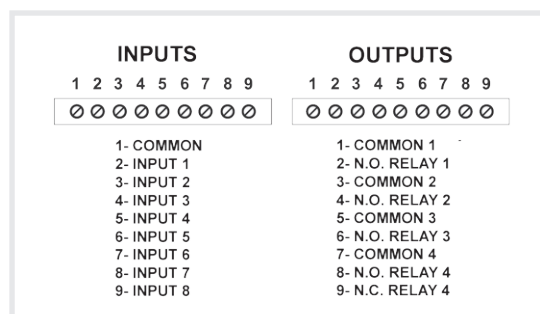 INPUTS
1 2 3 4 5 6 7 8 9
1- COMMON
2- INPUT 1
3- INPUT 2
4- INPUT 3
5- INPUT 4
6- INPUT 5
7- INPUT 6
8- INPUT 7
9- INPUT 8
OUTPUTS
1 2 3 4 5 6 7 8 9
1- COMMON 1
2- N.O. RELAY 1
3- COMMON 2
4- N.O. RELAY 2
5- COMMON 3
6- N.O. RELAY 3
7- COMMON 4
8- N.O. RELAY 4
9- N.C. RELAY 4